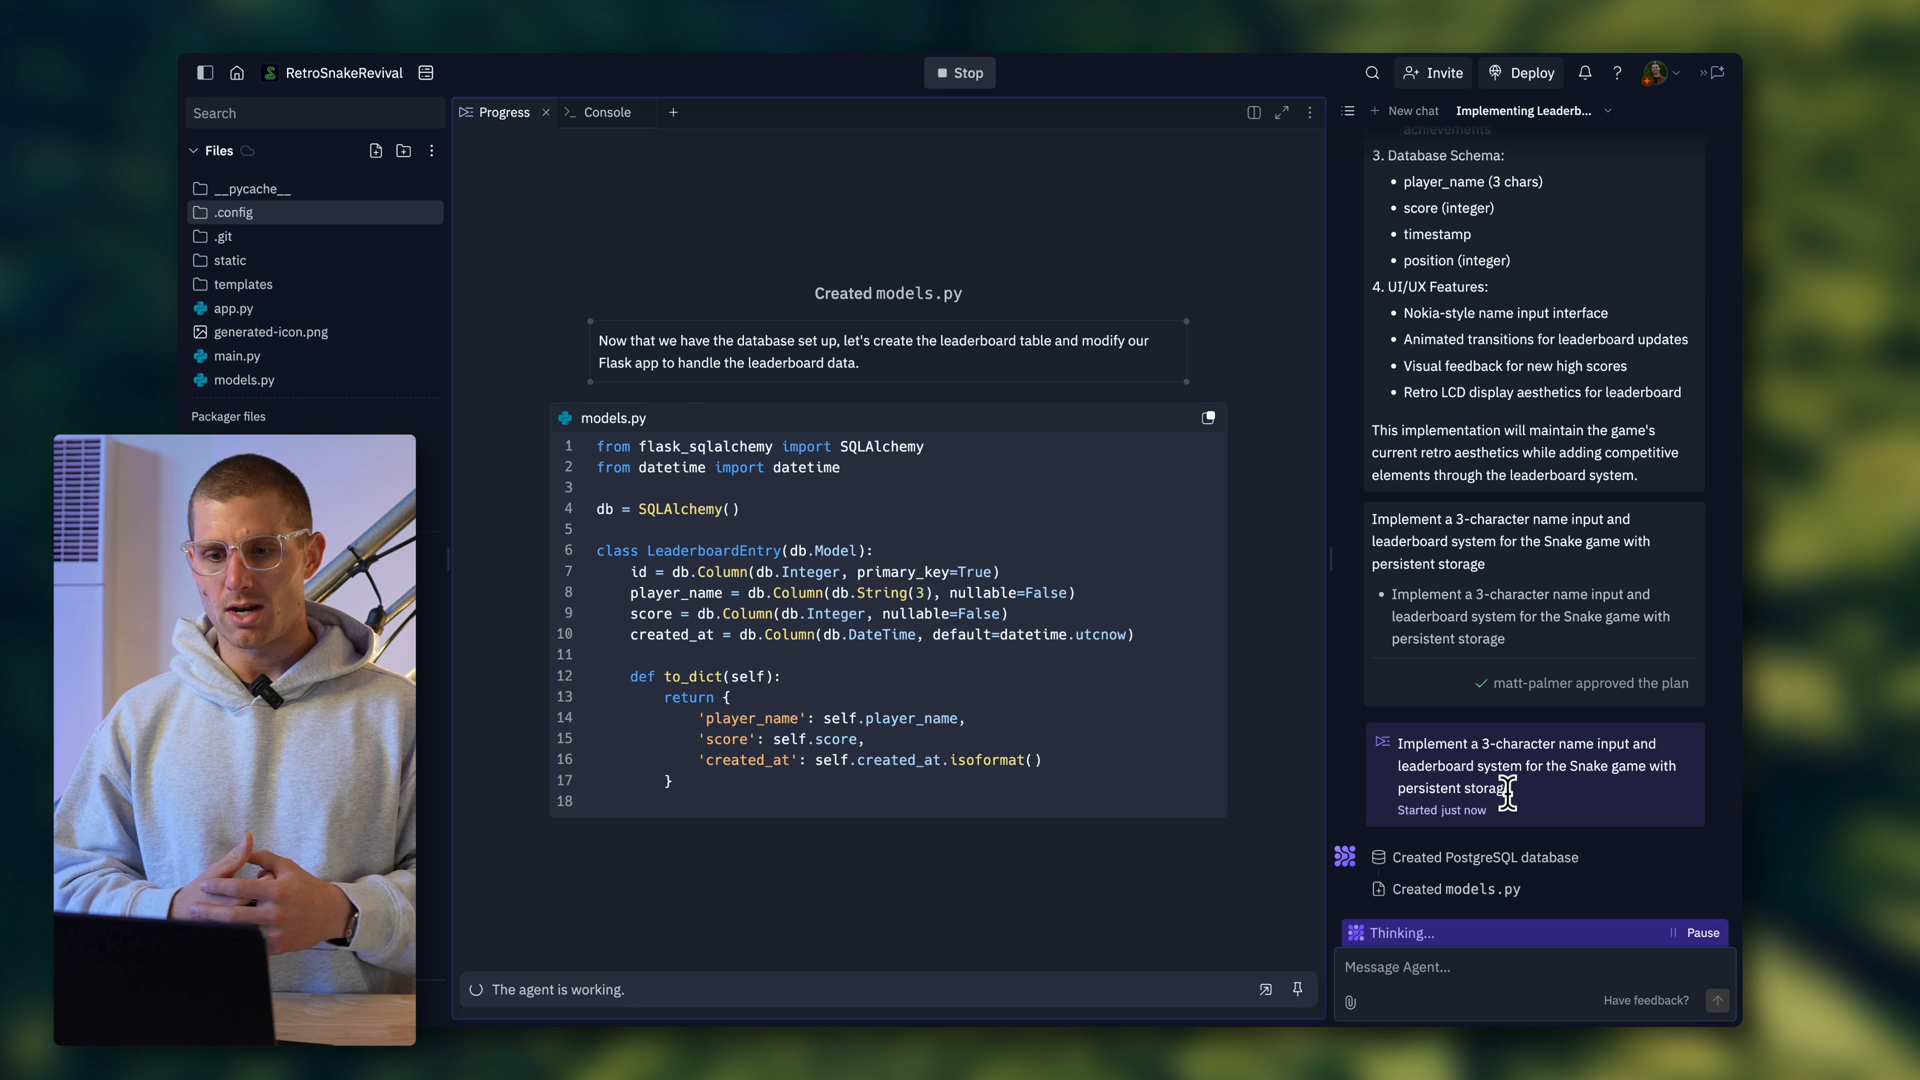 RetroSnakeRevival
Stop
Invite
Deploy
Search
Files
__pycache__
.config
.git
static
templates
app.py
generated-icon.png
main.py
models.py
Packager files
Progress
Console
Created models.py
Now that we have the database set up, let's create the leaderboard table and modify our
Flask app to handle the leaderboard data.
models.py
1 from flask_sqlalchemy import SQLAlchemy
2 from datetime import datetime
3
4 db = SQLAlchemy()
5
6 class LeaderboardEntry(db.Model):
7 id = db.Column(db.Integer, primary_key=True)
8 player_name = db.Column(db.String(3), nullable=False)
9 score = db.Column(db.Integer, nullable=False)
10 created_at = db.Column(db.DateTime, default=datetime.utcnow)
11
12 def to_dict(self):
13 return {
14 'player_name': self.player_name,
15 'score': self.score,
16 'created_at': self.created_at.isoformat()
17 }
18
The agent is working.
New chat
Implementing Leaderb...
achievements
3. Database Schema:
• player_name (3 chars)
• score (integer)
• timestamp
• position (integer)
4. UI/UX Features:
• Nokia-style name input interface
• Animated transitions for leaderboard updates
• Visual feedback for new high scores
• Retro LCD display aesthetics for leaderboard
This implementation will maintain the game's
current retro aesthetics while adding competitive
elements through the leaderboard system.
Implement a 3-character name input and
leaderboard system for the Snake game with
persistent storage
• Implement a 3-character name input and
leaderboard system for the Snake game with
persistent storage
matt-palmer approved the plan
Implement a 3-character name input and
leaderboard system for the Snake game with
persistent storage
Started just now
Created PostgreSQL database
Created models.py
Thinking...
Pause
Message Agent...
Have feedback?